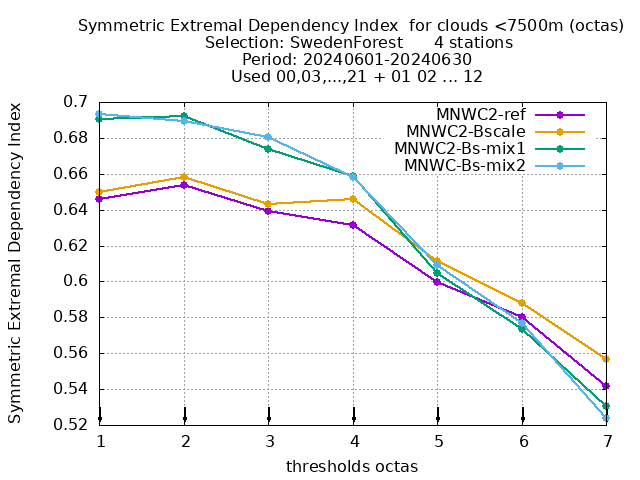 Symmetric Extremal Dependency Index  for clouds <7500m (octas)
Selection: SwedenForest      4 stations
Period: 20240601-20240630
Used 00,03,...,21 + 01 02 ... 12
MNWC2-ref
MNWC2-Bscale
MNWC2-Bs-mix1
MNWC-Bs-mix2
Symmetric Extremal Dependency Index
0.7
0.68
0.66
0.64
0.62
0.6
0.58
0.56
0.54
0.52
1 2 3 4 5 6 7
thresholds octas